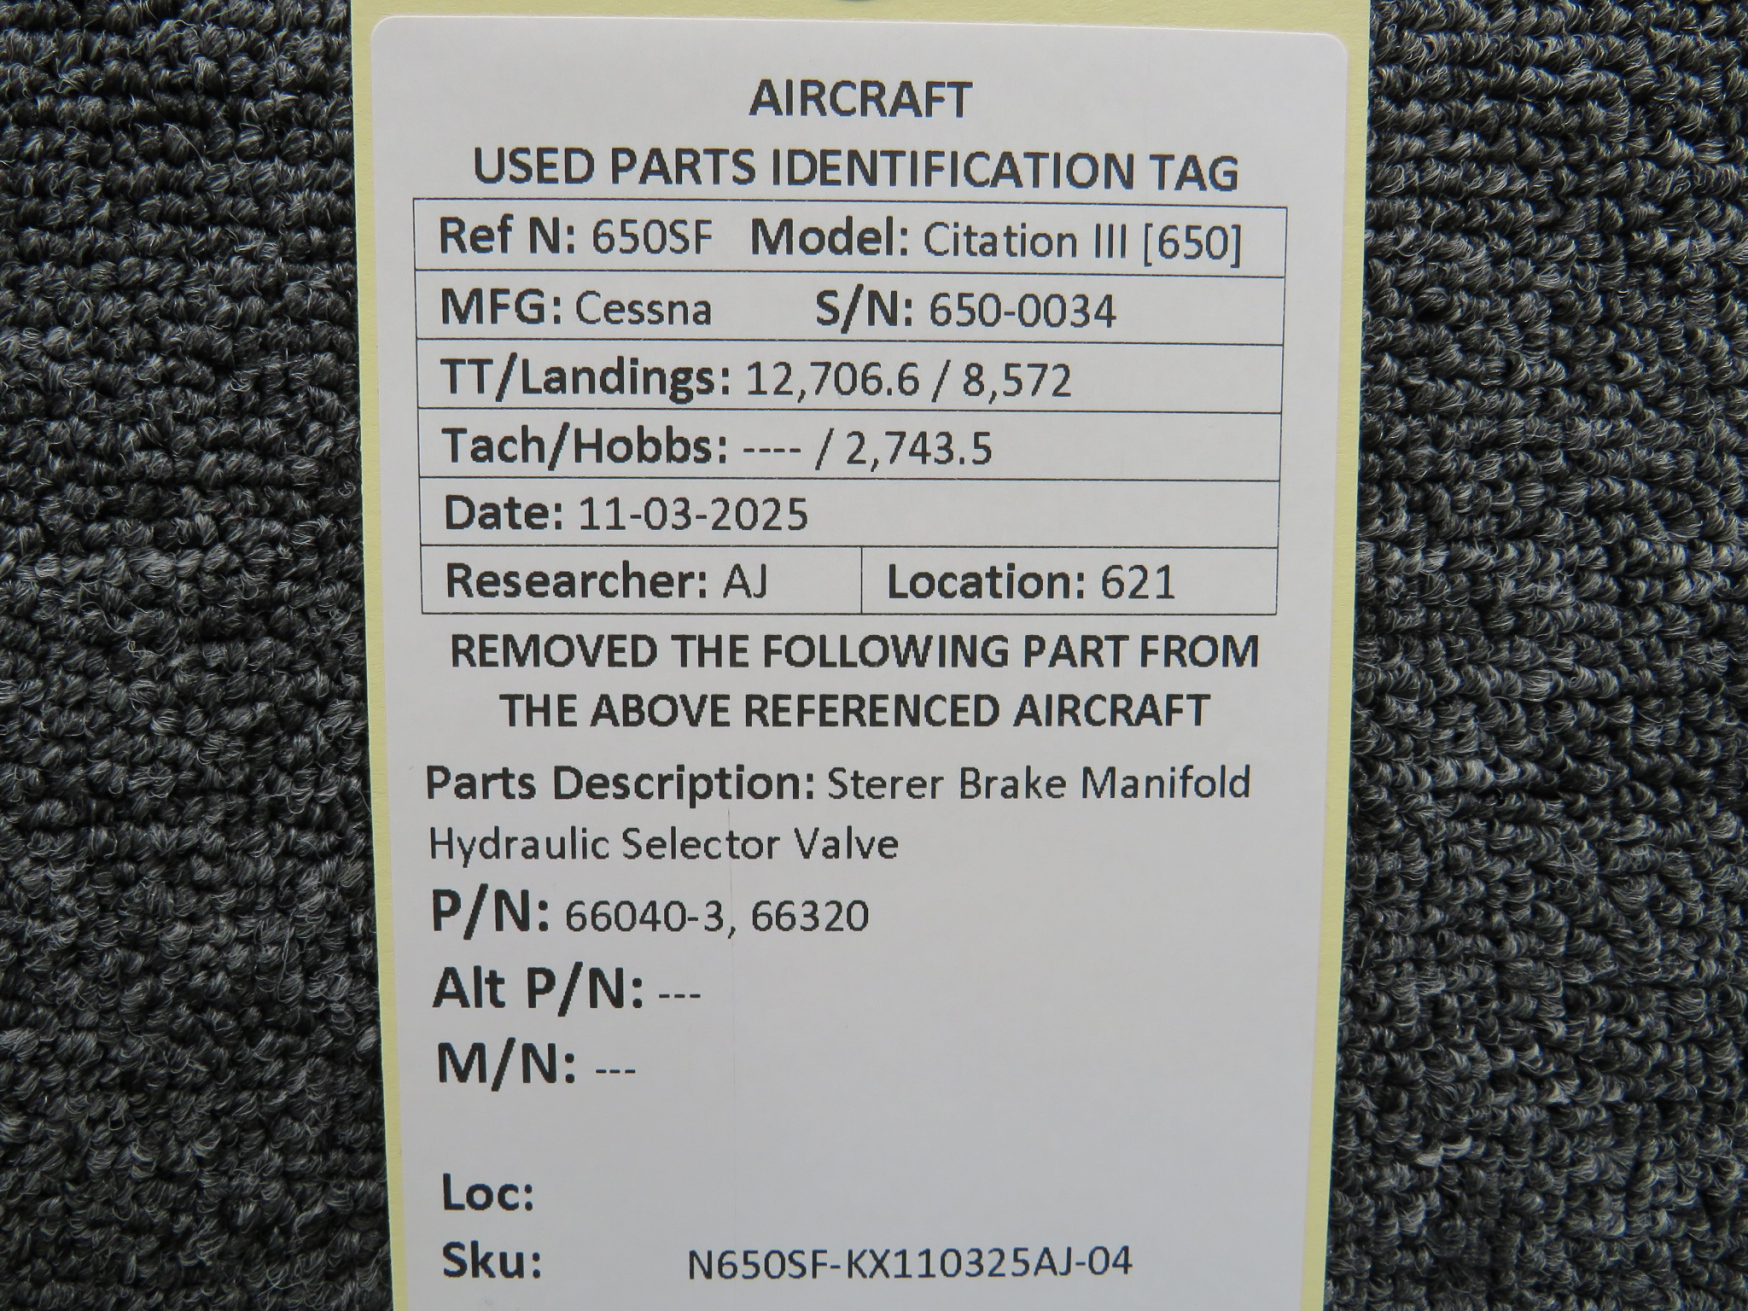 AIRCRAFT
USED PARTS IDENTIFICATION TAG
Ref N: 650SF Model: Citation III [650]
MFG: Cessna S/N: 650-0034
TT/Landings: 12,706.6 / 8,572
Tach/Hobbs: ---- / 2,743.5
Date: 11-03-2025
Researcher: AJ Location: 621
REMOVED THE FOLLOWING PART FROM
THE ABOVE REFERENCED AIRCRAFT
Parts Description: Sterer Brake Manifold
Hydraulic Selector Valve
P/N: 66040-3, 66320
Alt P/N: ---
M/N: ---
Loc:
Sku: N650SF-KX110325AJ-04